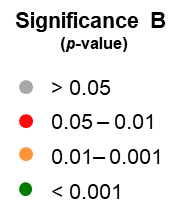 Significance B
(p-value)
> 0.05
0.05 – 0.01
0.01– 0.001
< 0.001